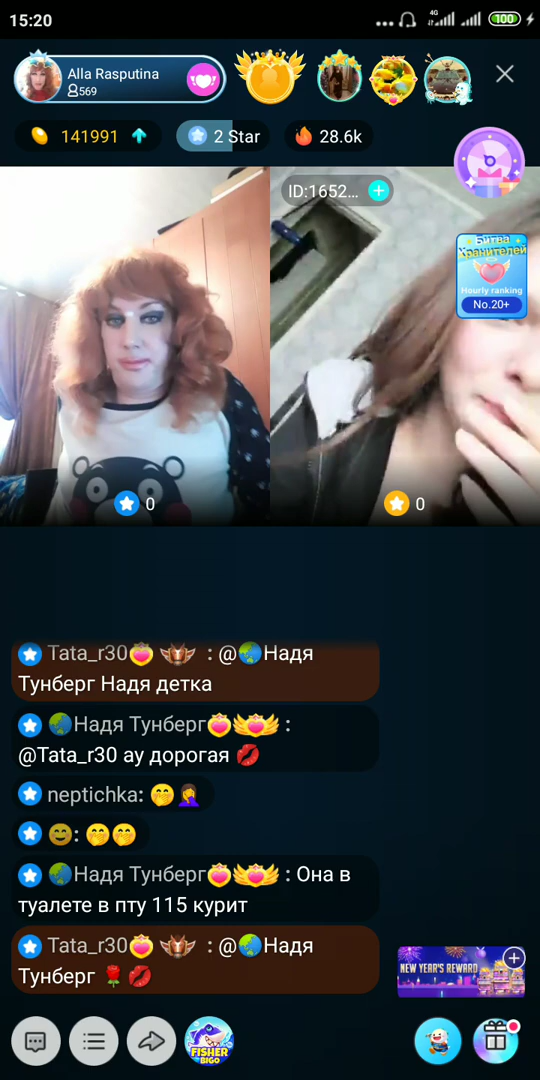 15:20
4G
100
Alla Rasputina
569
141991
2 Star
28.6k
ID:1652...
Битва
Хранителей
Hourly ranking
No.20+
0
0
Tata_r30 : @Надя
Тунберг Надя детка
Надя Тунберг :
@Tata_r30 ау дорогая
neptichka:
:
Надя Тунберг : Она в
туалете в пту 115 курит
Tata_r30 : @Надя
Тунберг
NEW YEAR'S REWARD
FISHER
BIGO